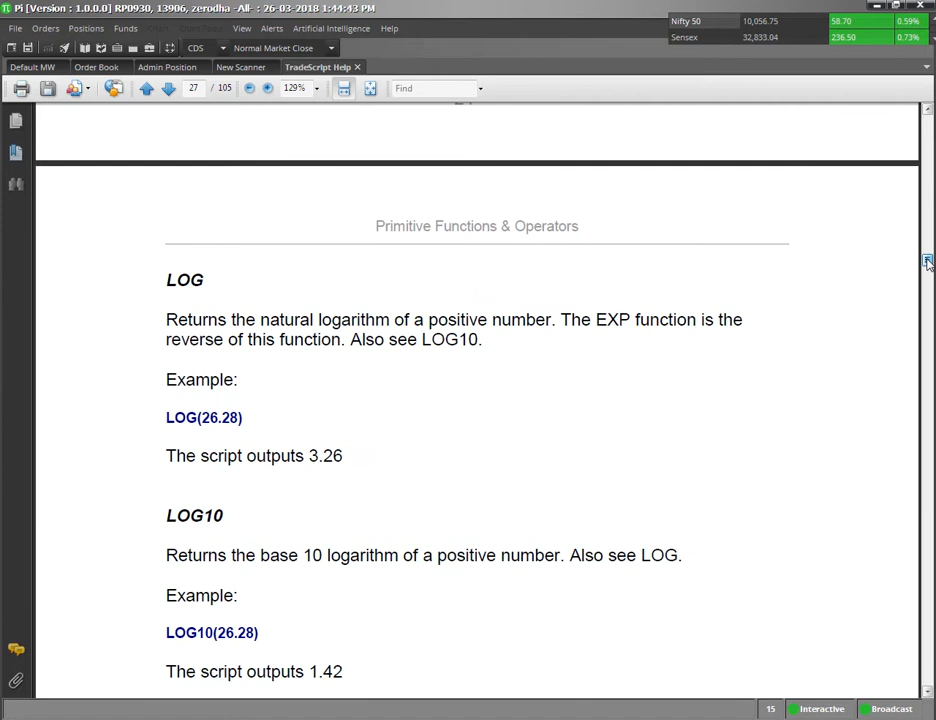 Pi [Version : 1.0.0.0] RP0930, 13906, zerodha -All- : 26-03-2018 1:44:43 PM
Nifty 50 10,056.75 58.70 0.59%
Sensex 32,833.04 236.50 0.73%
File Orders Positions Funds View Alerts Artificial Intelligence Help
CDS Normal Market Close
Default MW Order Book Admin Position New Scanner TradeScript Help
27 / 105 129% Find
Primitive Functions & Operators
LOG
Returns the natural logarithm of a positive number. The EXP function is the
reverse of this function. Also see LOG10.
Example:
LOG(26.28)
The script outputs 3.26
LOG10
Returns the base 10 logarithm of a positive number. Also see LOG.
Example:
LOG10(26.28)
The script outputs 1.42
15 Interactive Broadcast